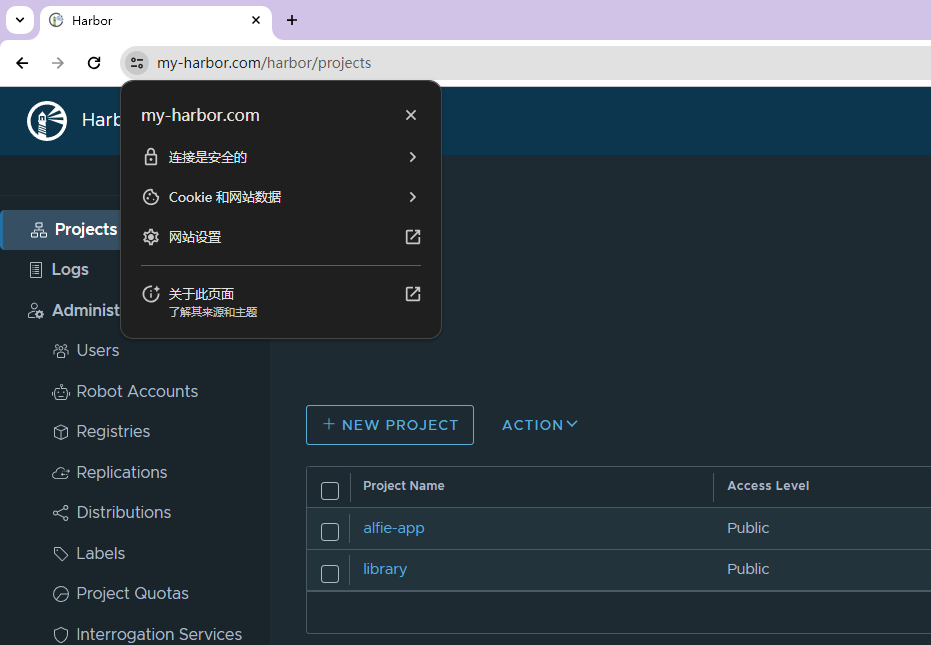 Harbor
my-harbor.com/harbor/projects
my-harbor.com
连接是安全的
Cookie 和网站数据
网站设置
关于此页面
了解其来源和主题
Harb
Projects
Logs
Administ
Users
Robot Accounts
Registries
Replications
Distributions
Labels
Project Quotas
Interrogation Services
NEW PROJECT
ACTION
Project Name
Access Level
alfie-app
Public
library
Public